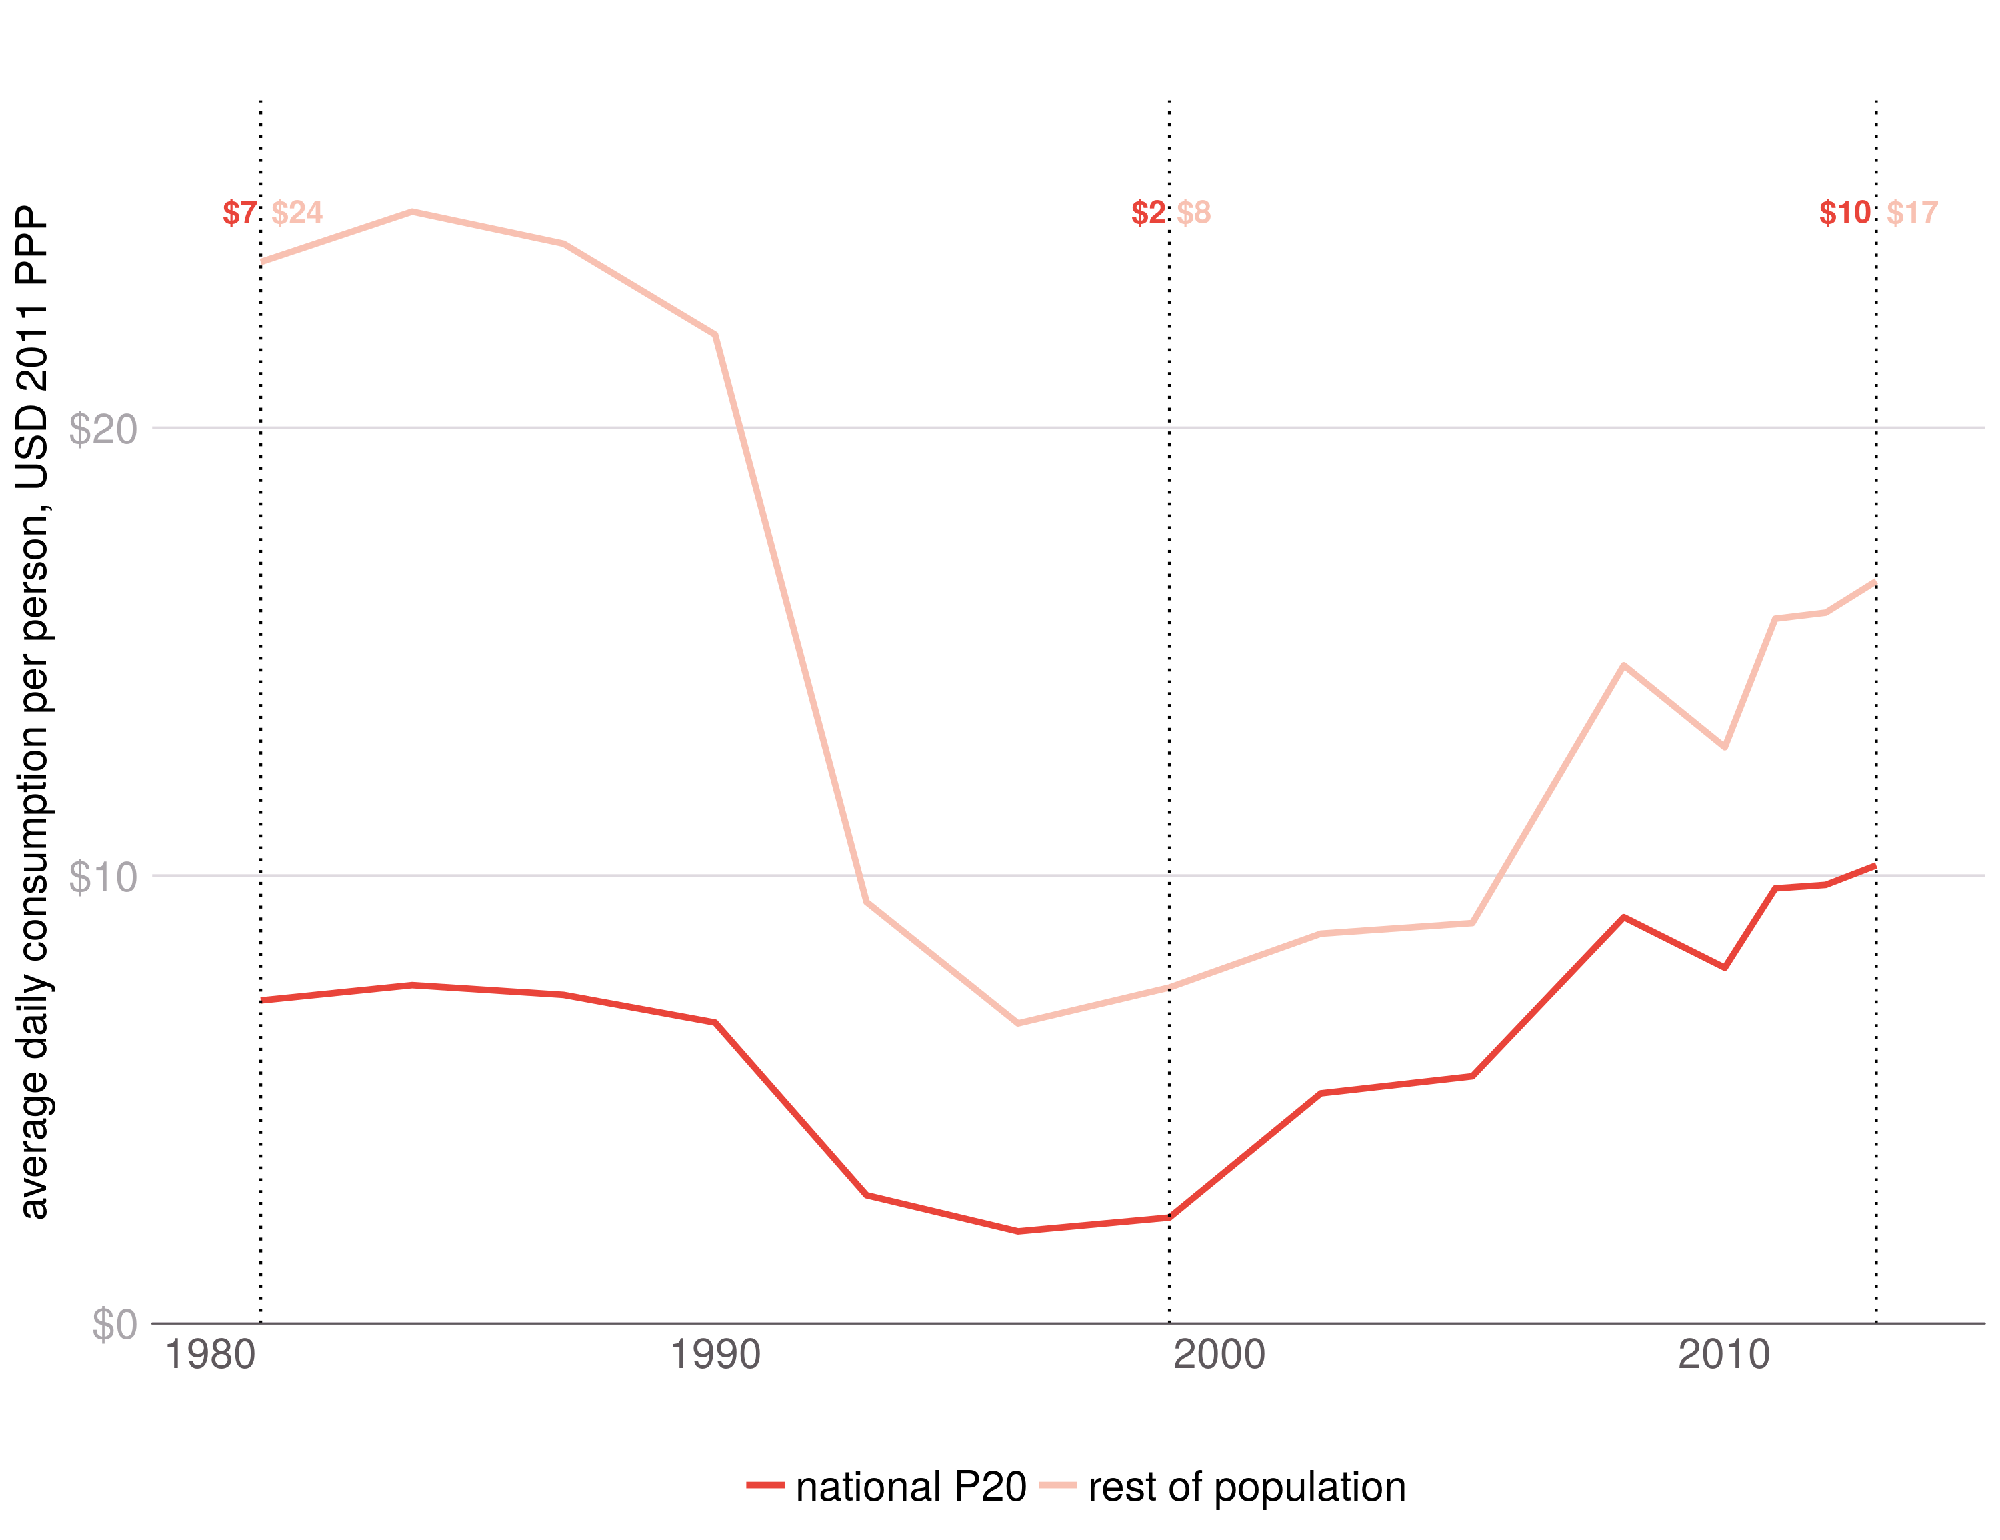 $7 $24
$2 $8
$10 $17
average daily consumption per person, USD 2011 PPP
$20
$10
$0
1980 1990 2000 2010
national P20 rest of population